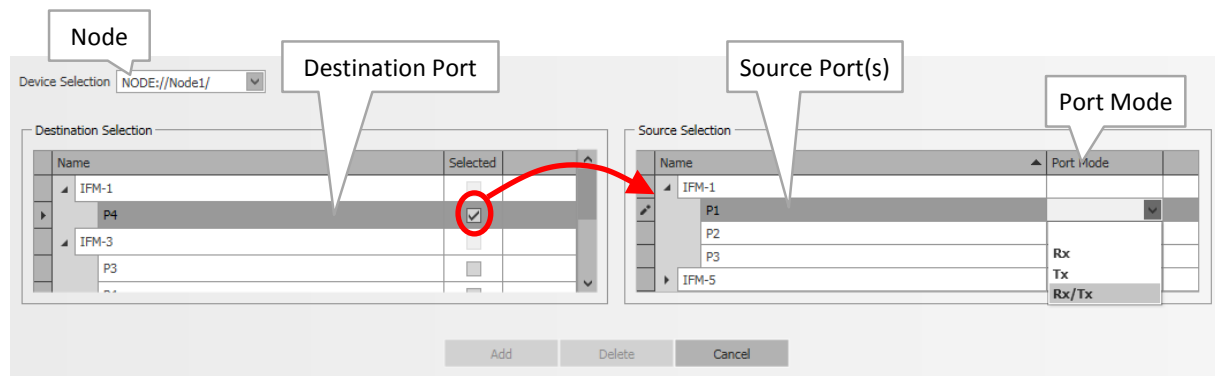 Node
Destination Port
Source Port(s)
Port Mode
Device Selection NODE://Node1/
Destination Selection
Name Selected
IFM-1
P4
IFM-3
P3
Source Selection
Name Port Mode
IFM-1
P1
P2
P3
IFM-5
Rx
Tx
Rx/Tx
Add Delete Cancel